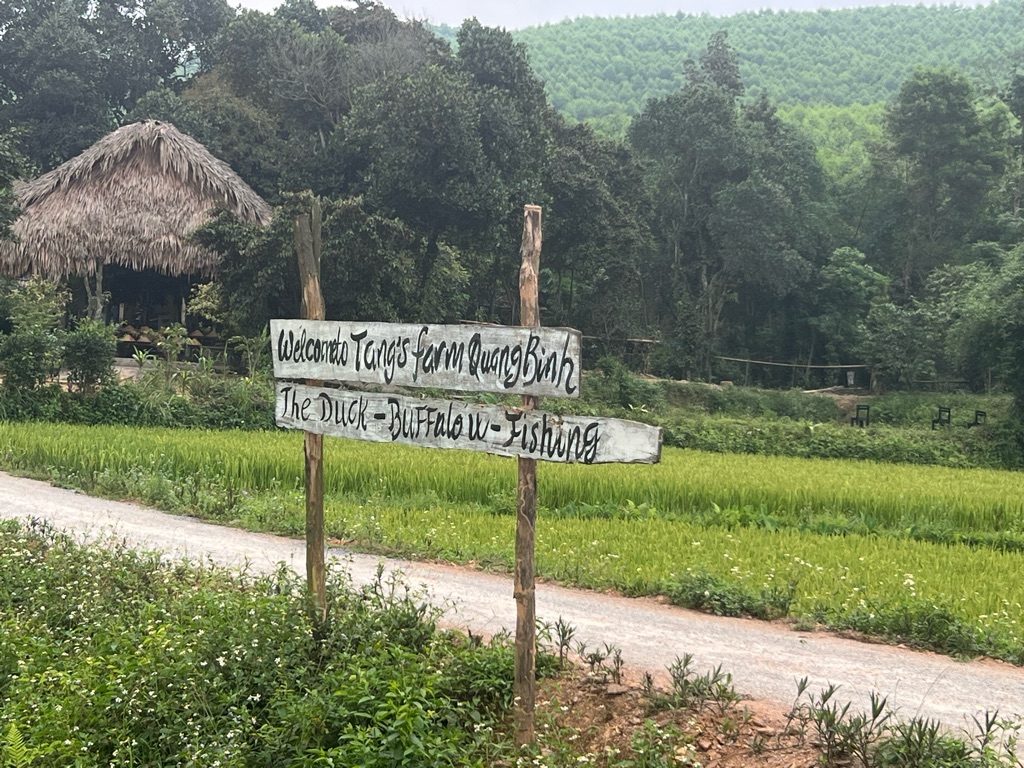 Welcometo Tang's farm Quang Binh
The Duck - Buffalow - Fishing